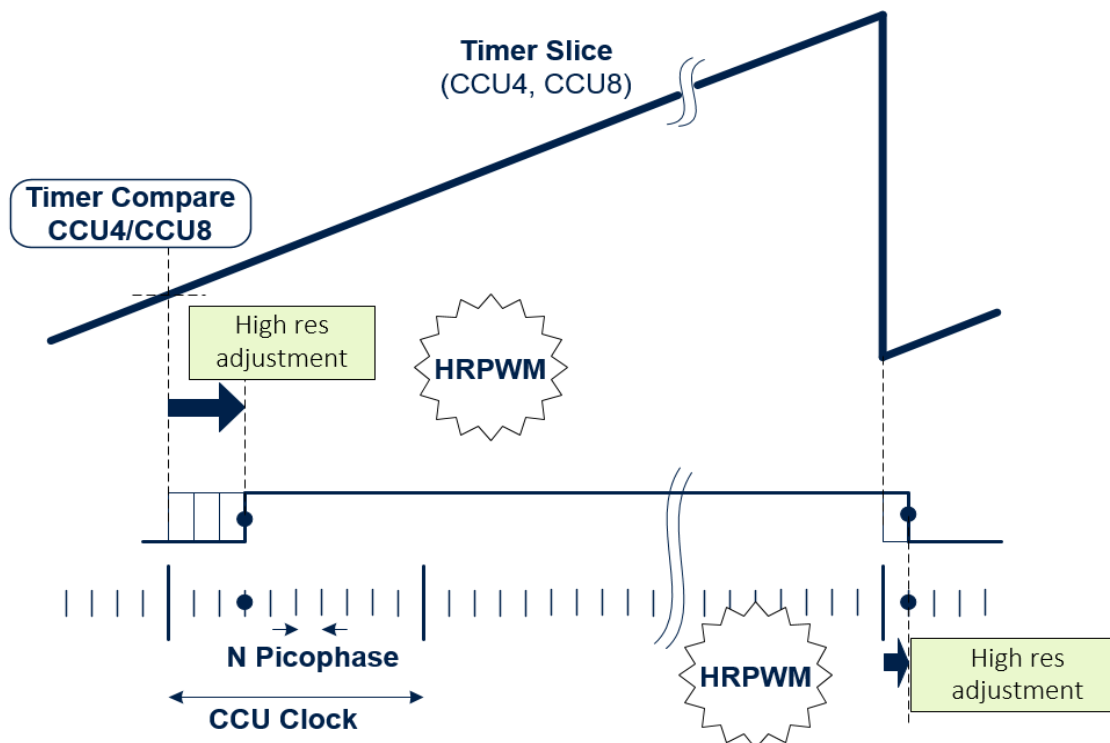 Timer Slice
(CCU4, CCU8)
Timer Compare
CCU4/CCU8
High res
adjustment
HRPWM
N Picophase
CCU Clock
HRPWM
High res
adjustment